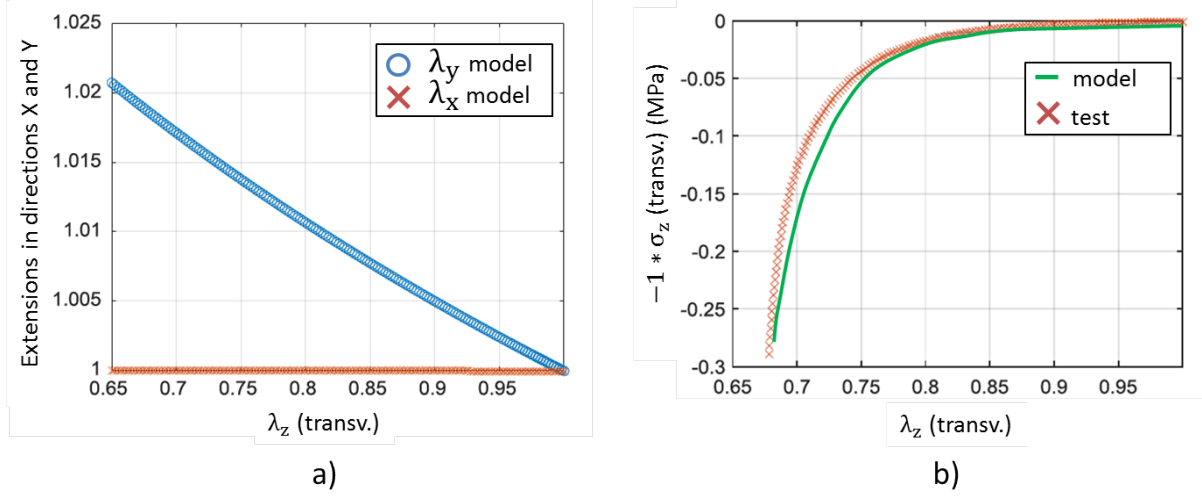 Extensions in directions X and Y
1.025
1.02
1.015
1.01
1.005
1
0.65
0.7
0.75
0.8
0.85
0.9
0.95
λy model
λx model
λz (transv.)
a)
−1 * σz (transv.) (MPa)
0
-0.05
-0.1
-0.15
-0.2
-0.25
-0.3
0.65
0.7
0.75
0.8
0.85
0.9
0.95
model
test
λz (transv.)
b)